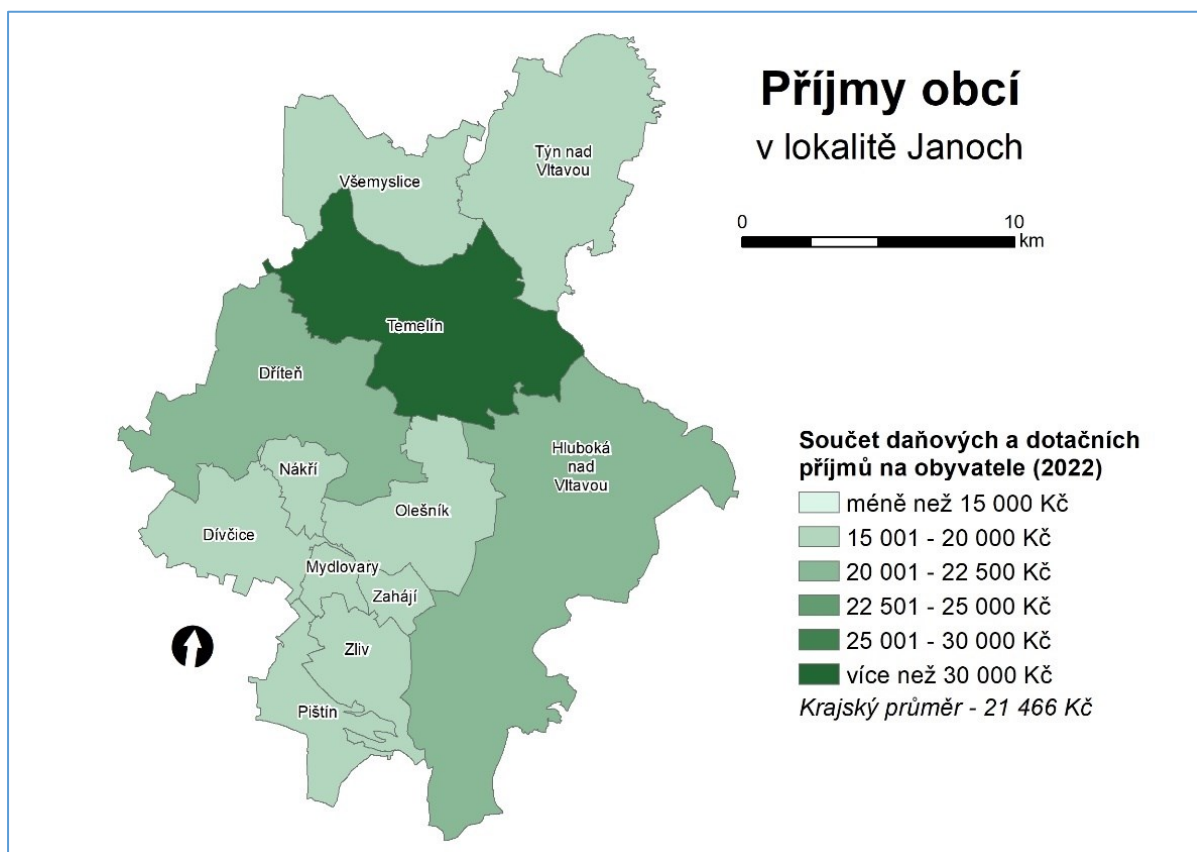 Příjmy obcí
v lokalitě Janoch
0 10
km
Týn nad
Vltavou
Všemyslice
Temelín
Dříteň
Hluboká
nad
Vltavou
Nákří
Olešník
Dívčice
Mydlovary
Zahájí
Zliv
Pištín
Součet daňových a dotačních
příjmů na obyvatele (2022)
méně než 15 000 Kč
15 001 - 20 000 Kč
20 001 - 22 500 Kč
22 501 - 25 000 Kč
25 001 - 30 000 Kč
více než 30 000 Kč
Krajský průměr - 21 466 Kč